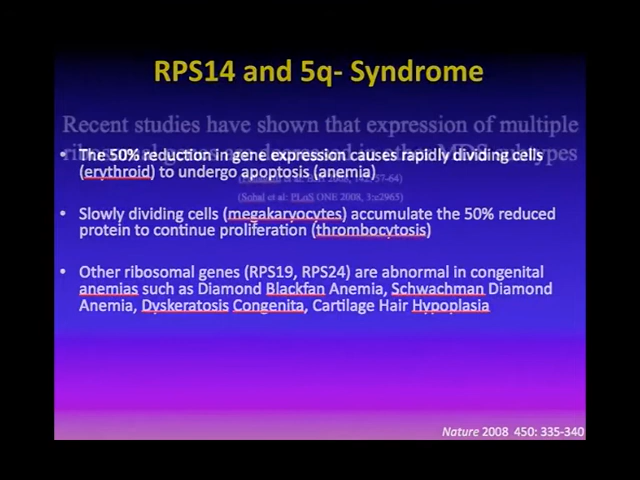 RPS14 and 5q- Syndrome
Recent studies have shown that expression of multiple
• The 50% reduction in gene expression causes rapidly dividing cells
(erythroid) to undergo apoptosis (anemia)
(Sohal et al: PLoS ONE 2008, 3:e2965)
• Slowly dividing cells (megakaryocytes) accumulate the 50% reduced
protein to continue proliferation (thrombocytosis)
• Other ribosomal genes (RPS19, RPS24) are abnormal in congenital
anemias such as Diamond Blackfan Anemia, Schwachman Diamond
Anemia, Dyskeratosis Congenita, Cartilage Hair Hypoplasia
Nature 2008 450: 335-340